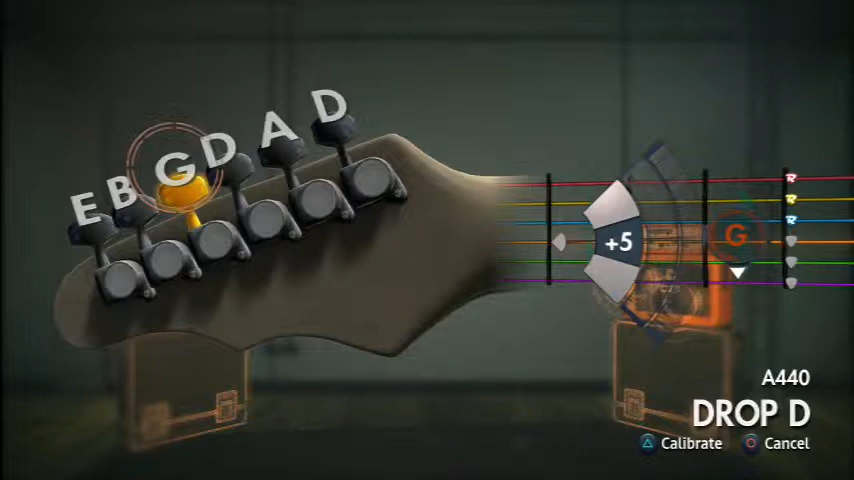 E B G D A D
+5
G
A440
DROP D
Calibrate Cancel